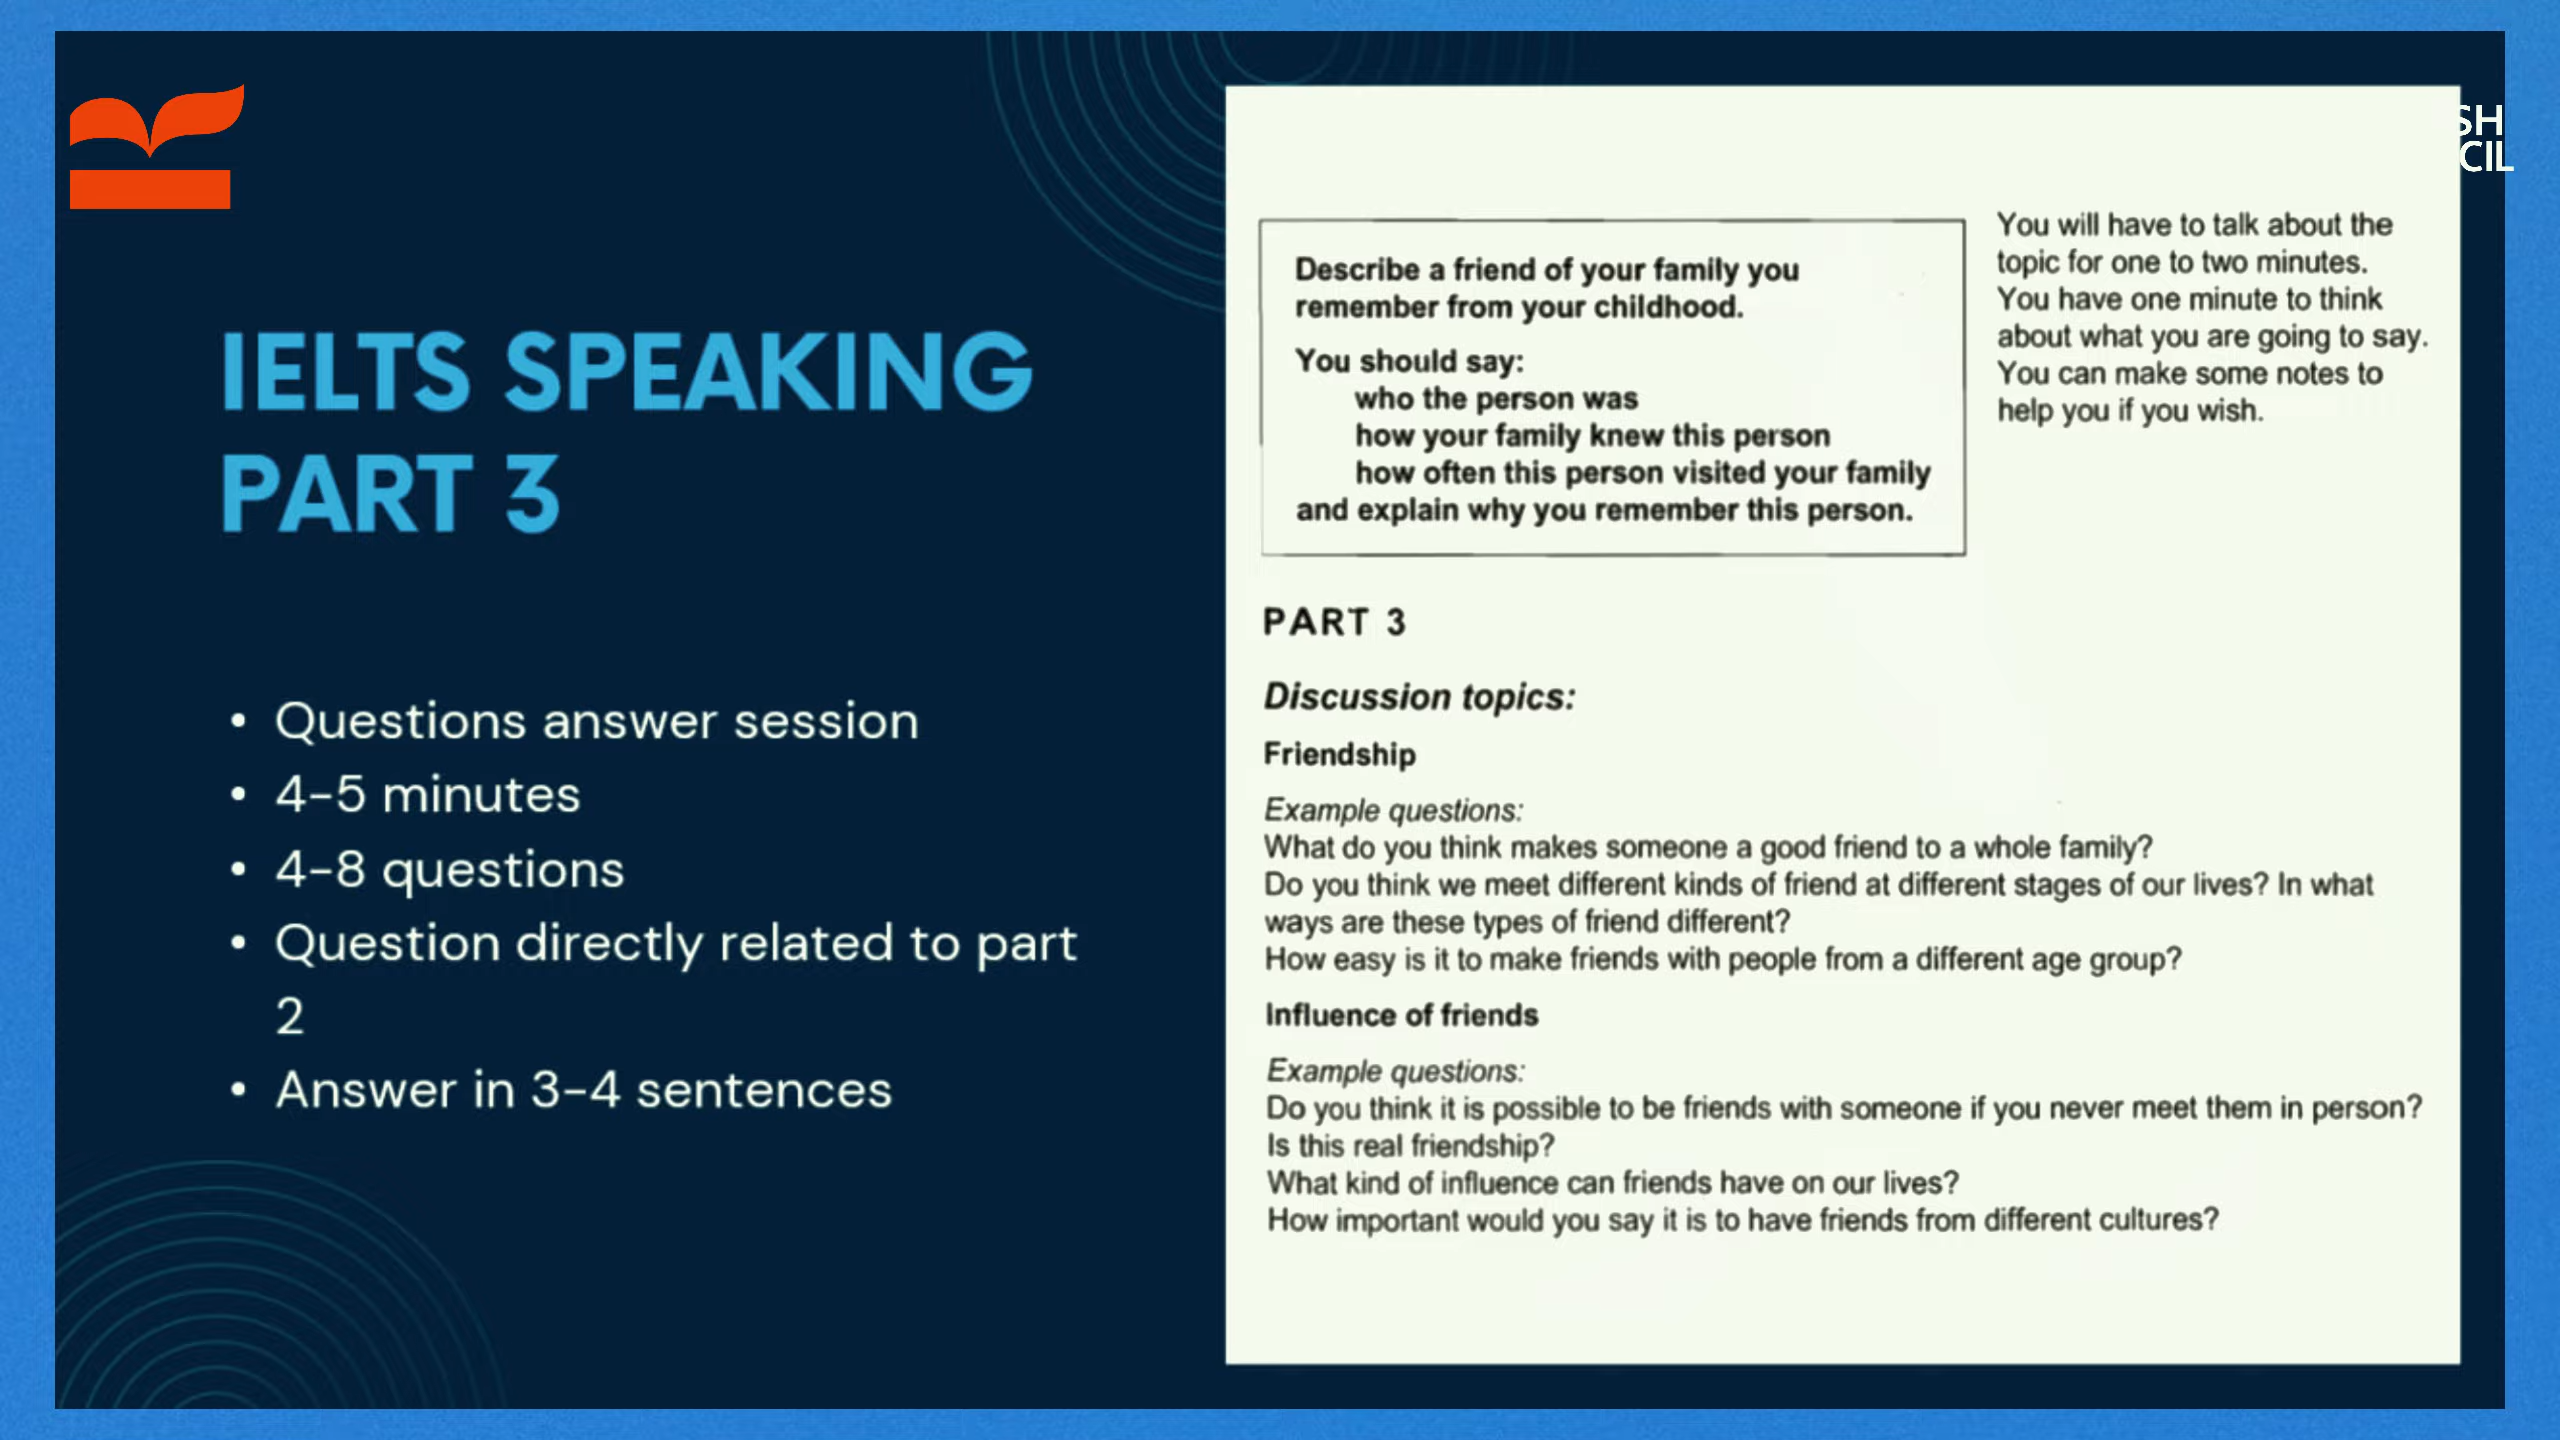 IELTS SPEAKING
PART 3
• Questions answer session
• 4-5 minutes
• 4-8 questions
• Question directly related to part
2
• Answer in 3-4 sentences
SH
CIL
Describe a friend of your family you
remember from your childhood.
You should say:
who the person was
how your family knew this person
how often this person visited your family
and explain why you remember this person.
You will have to talk about the
topic for one to two minutes.
You have one minute to think
about what you are going to say.
You can make some notes to
help you if you wish.
PART 3
Discussion topics:
Friendship
Example questions:
What do you think makes someone a good friend to a whole family?
Do you think we meet different kinds of friend at different stages of our lives? In what
ways are these types of friend different?
How easy is it to make friends with people from a different age group?
Influence of friends
Example questions:
Do you think it is possible to be friends with someone if you never meet them in person?
Is this real friendship?
What kind of influence can friends have on our lives?
How important would you say it is to have friends from different cultures?